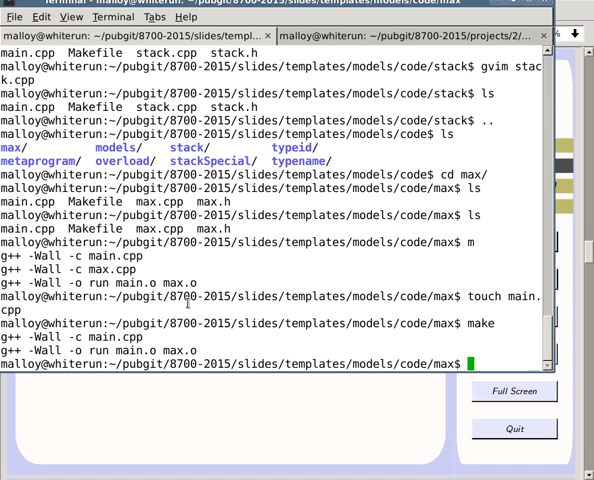 Terminal - malloy@whiterun: ~/pubgit/8700-2015/slides/templates/models/code/max
File Edit View Terminal Tabs Help
malloy@whiterun: ~/pubgit/8700-2015/slides/templ... × malloy@whiterun: ~/pubgit/8700-2015/projects/2/... ×
%
main.cpp Makefile stack.cpp stack.h
malloy@whiterun:~/pubgit/8700-2015/slides/templates/models/code/stack$ gvim stac
k.cpp
malloy@whiterun:~/pubgit/8700-2015/slides/templates/models/code/stack$ ls
main.cpp Makefile stack.cpp stack.h
malloy@whiterun:~/pubgit/8700-2015/slides/templates/models/code/stack$ ..
malloy@whiterun:~/pubgit/8700-2015/slides/templates/models/code$ ls
max/ models/ stack/ typeid/
metaprogram/ overload/ stackSpecial/ typename/
malloy@whiterun:~/pubgit/8700-2015/slides/templates/models/code$ cd max/
malloy@whiterun:~/pubgit/8700-2015/slides/templates/models/code/max$ ls
main.cpp Makefile max.cpp max.h
malloy@whiterun:~/pubgit/8700-2015/slides/templates/models/code/max$ ls
main.cpp Makefile max.cpp max.h
malloy@whiterun:~/pubgit/8700-2015/slides/templates/models/code/max$ m
g++ -Wall -c main.cpp
g++ -Wall -c max.cpp
g++ -Wall -o run main.o max.o
malloy@whiterun:~/pubgit/8700-2015/slides/templates/models/code/max$ touch main.
cpp
malloy@whiterun:~/pubgit/8700-2015/slides/templates/models/code/max$ make
g++ -Wall -c main.cpp
g++ -Wall -o run main.o max.o
malloy@whiterun:~/pubgit/8700-2015/slides/templates/models/code/max$
Full Screen
Quit